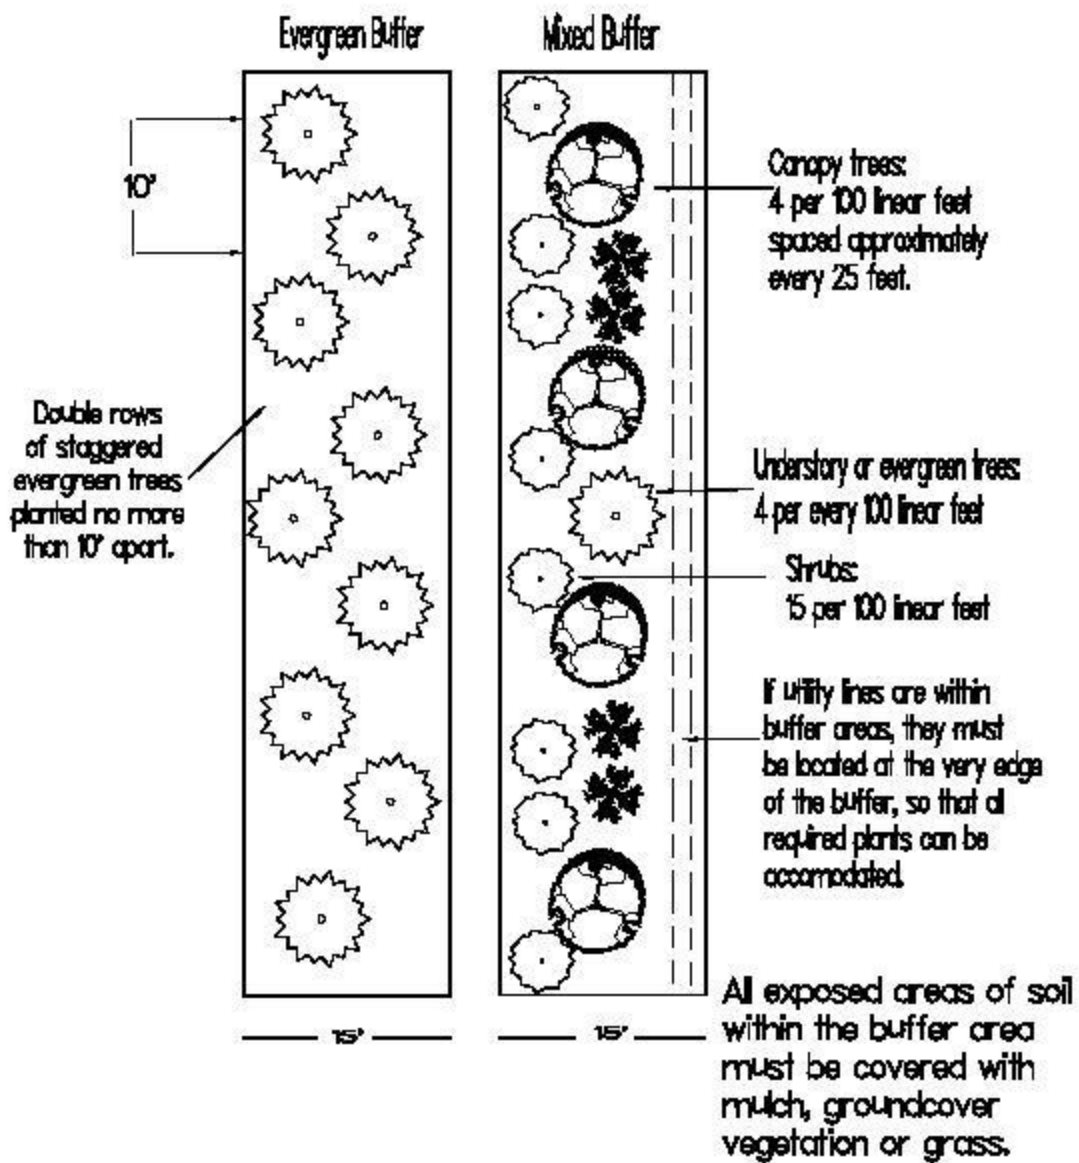 Evergreen Buffer
Mixed Buffer
10'
Double rows
of staggered
evergreen trees
planted no more
than 10' apart.
Canopy trees:
4 per 100 linear feet
spaced approximately
every 25 feet.
Understory or evergreen trees:
4 per every 100 linear feet
Shrubs:
15 per 100 linear feet
If utility lines are within
buffer areas, they must
be located at the very edge
of the buffer, so that all
required plants can be
accomodated.
15'
15'
All exposed areas of soil
within the buffer area
must be covered with
mulch, groundcover
vegetation or grass.